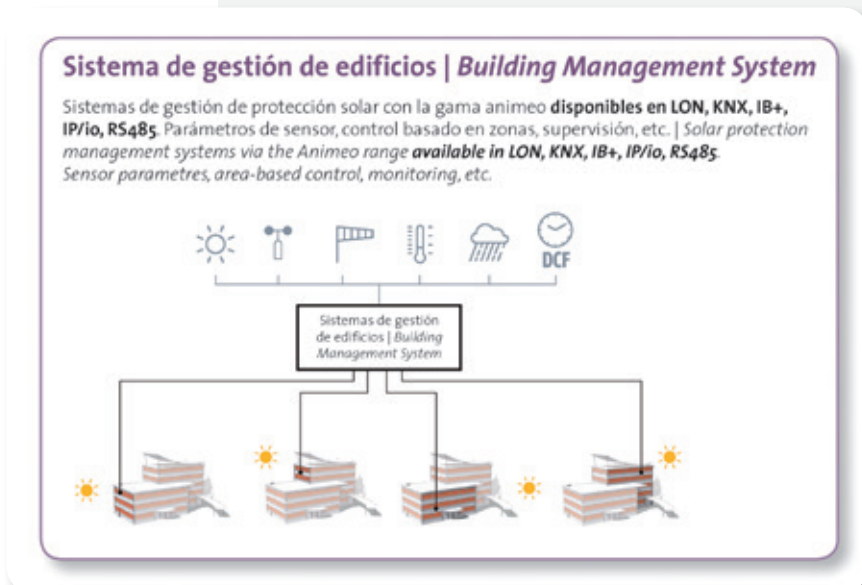 Sistema de gestión de edificios | Building Management System
Sistemas de gestión de protección solar con la gama animeo disponibles en LON, KNX, IB+,
IP/io, RS485. Parámetros de sensor, control basado en zonas, supervisión, etc. | Solar protection
management systems via the Animeo range available in LON, KNX, IB+, IP/io, RS485.
Sensor parametres, area-based control, monitoring, etc.
DCF
Sistemas de gestión
de edificios | Building
Management System